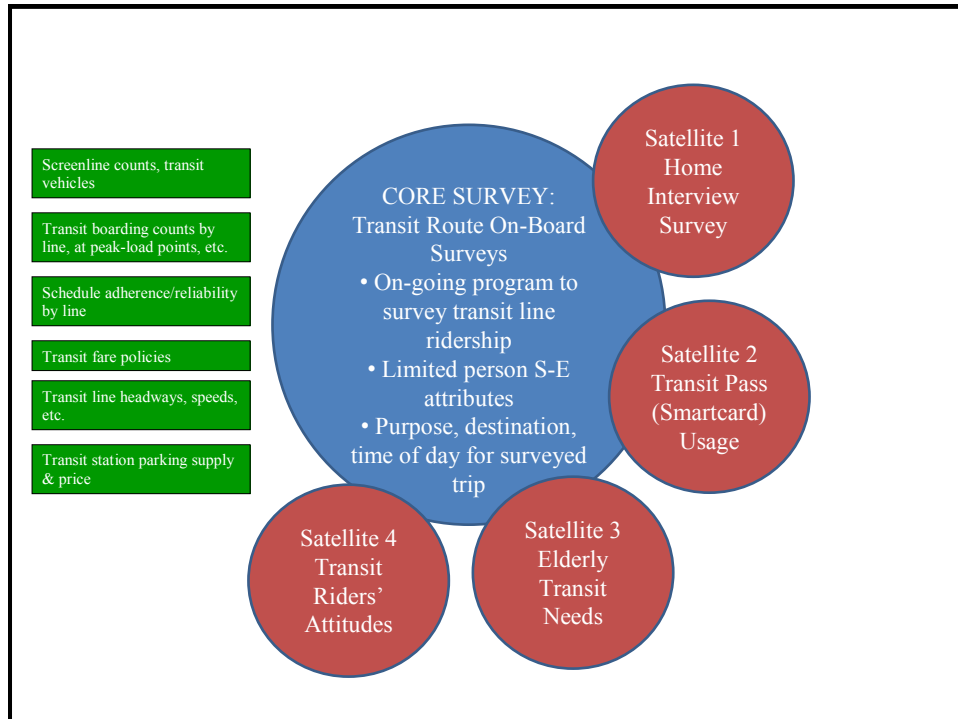 Screenline counts, transit
vehicles
Transit boarding counts by
line, at peak-load points, etc.
Schedule adherence/reliability
by line
Transit fare policies
Transit line headways, speeds,
etc.
Transit station parking supply
& price
CORE SURVEY:
Transit Route On-Board
Surveys
• On-going program to
survey transit line
ridership
• Limited person S-E
attributes
• Purpose, destination,
time of day for surveyed
trip
Satellite 1
Home
Interview
Survey
Satellite 2
Transit Pass
(Smartcard)
Usage
Satellite 3
Elderly
Transit
Needs
Satellite 4
Transit
Riders’
Attitudes